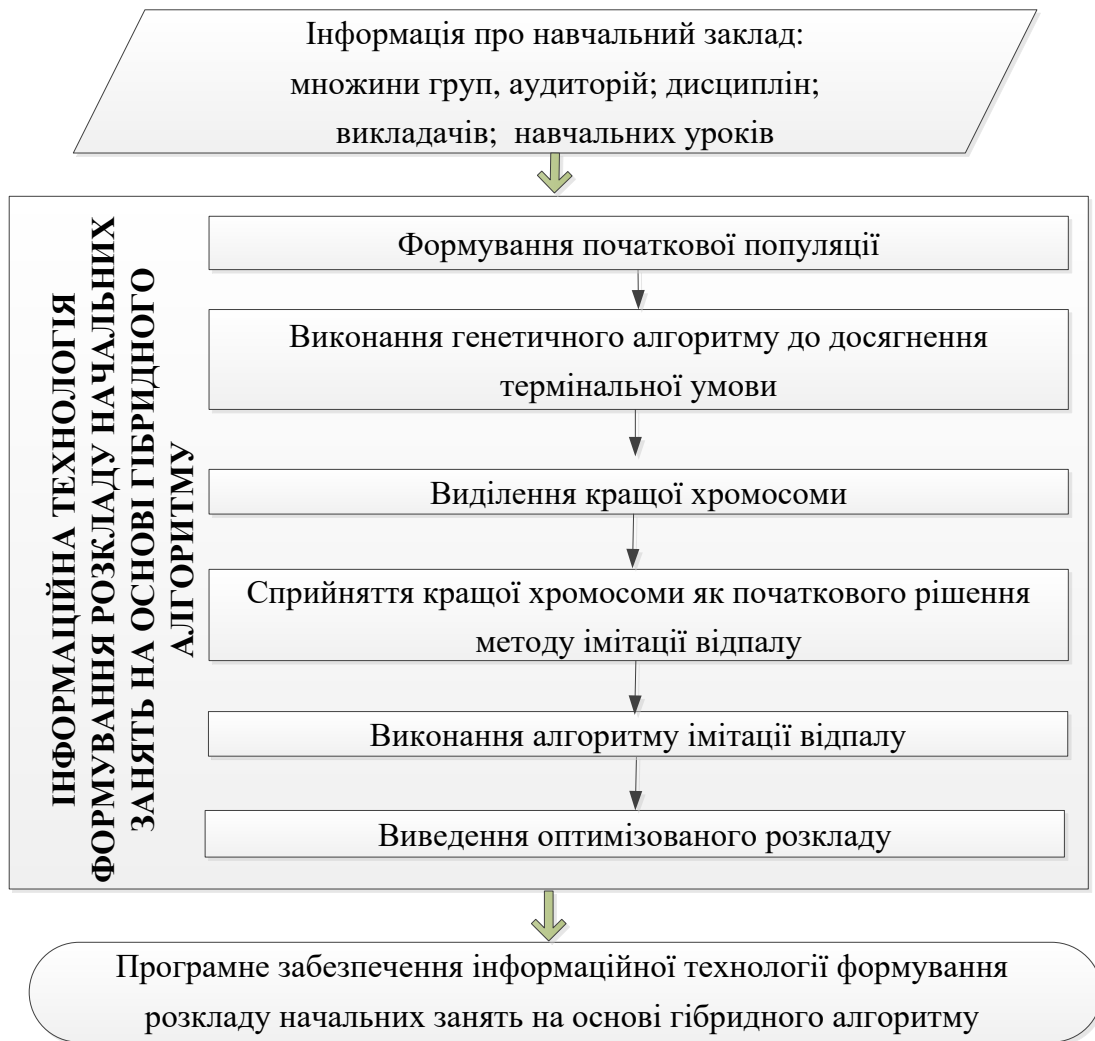 Інформація про навчальний заклад:
множини груп, аудиторій; дисциплін;
викладачів; навчальних уроків
ІНФОРМАЦІЙНА ТЕХНОЛОГІЯ
ФОРМУВАННЯ РОЗКЛАДУ НАЧАЛЬНИХ
ЗАНЯТЬ НА ОСНОВІ ГІБРИДНОГО
АЛГОРИТМУ
Формування початкової популяції
Виконання генетичного алгоритму до досягнення
термінальної умови
Виділення кращої хромосоми
Сприйняття кращої хромосоми як початкового рішення
методу імітації відпалу
Виконання алгоритму імітації відпалу
Виведення оптимізованого розкладу
Програмне забезпечення інформаційної технології формування
розкладу начальних занять на основі гібридного алгоритму